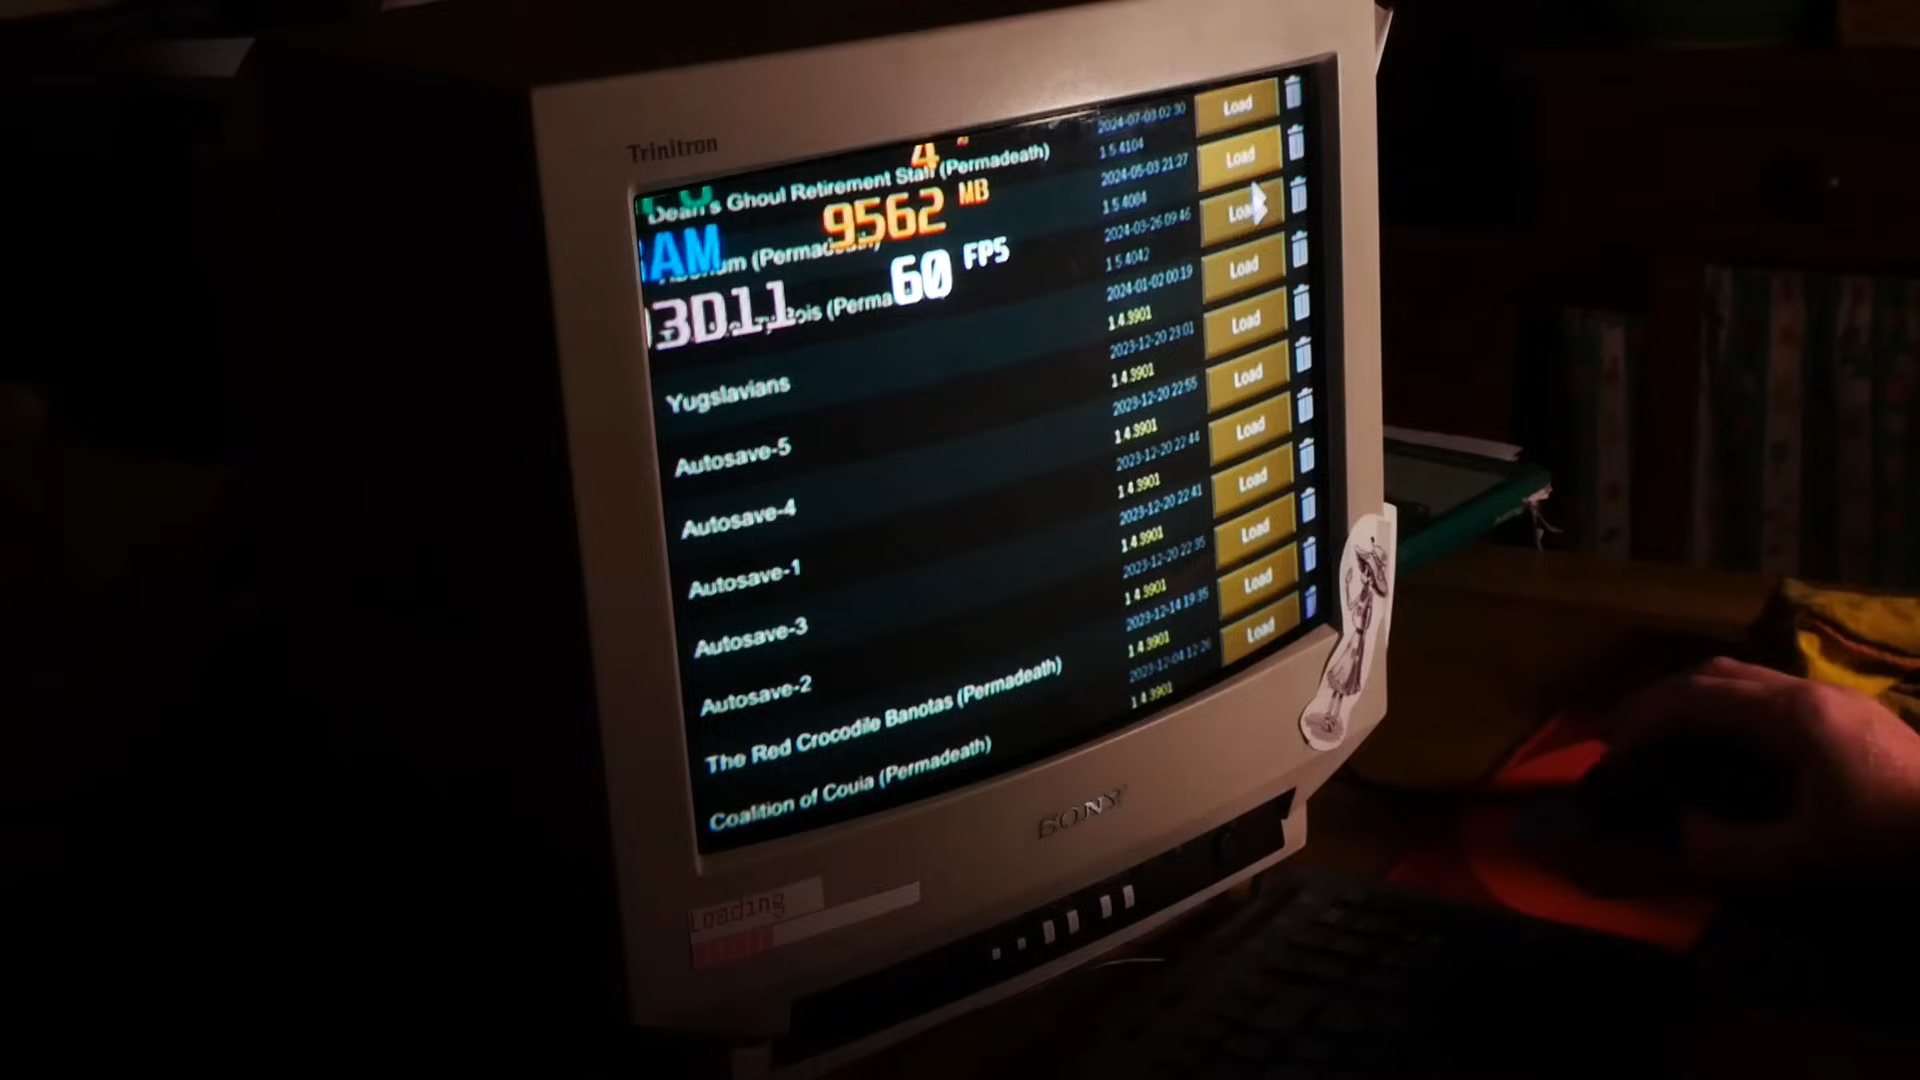 Trinitron
2024-07-03 02:30
Load
Dean's Ghoul Retirement Staff (Permadeath)
1.5.4104
4
9562 MB
2024-05-03 21:27
Load
AM
1.5.4084
60 FPS
2024-03-26 09:46
Load
3D11
1.5.4042
2024-01-02 00:19
Load
Yugslavians
1.4.3901
2023-12-20 23:01
Load
Autosave-5
1.4.3901
2023-12-20 22:55
Load
Autosave-4
1.4.3901
2023-12-20 22:44
Load
Autosave-1
1.4.3901
2023-12-20 22:41
Load
Autosave-3
1.4.3901
2023-12-20 22:35
Load
Autosave-2
1.4.3901
2023-12-14 19:35
Load
The Red Crocodile Banotas (Permadeath)
1.4.3901
2023-12-04 12:26
Load
Coalition of Couia (Permadeath)
1.4.3901
SONY
Loading